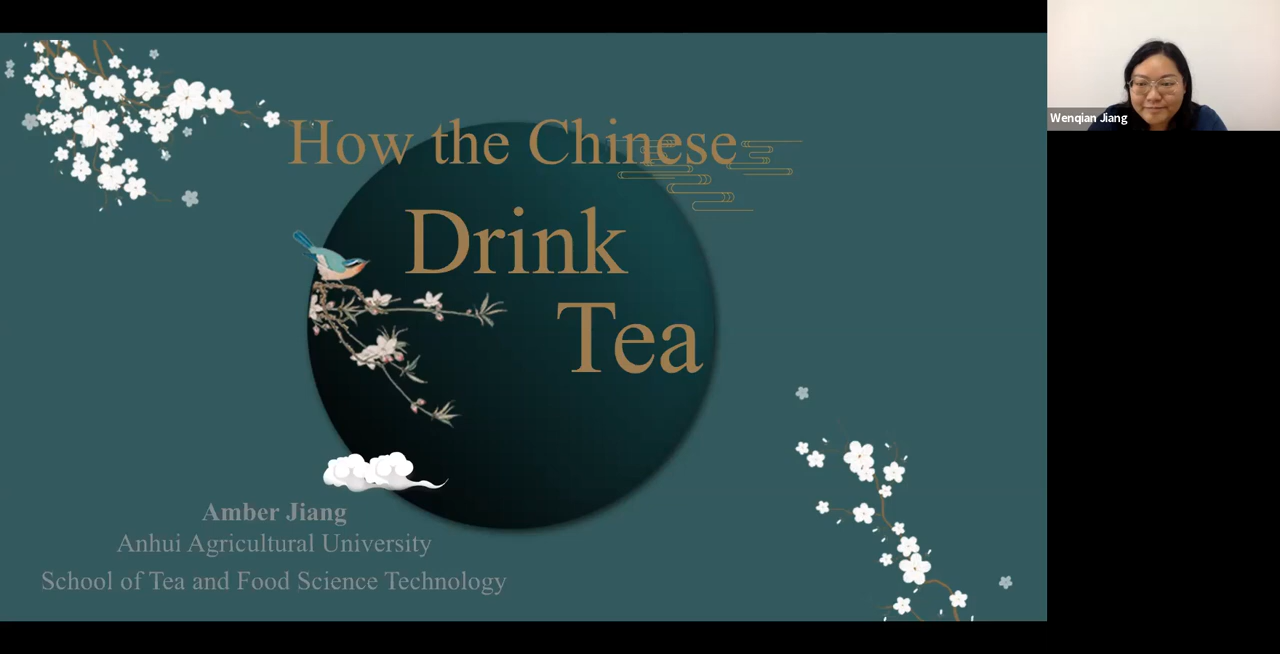 How the Chinese
Drink
Tea
Amber Jiang
Anhui Agricultural University
School of Tea and Food Science Technology
Wenqian Jiang